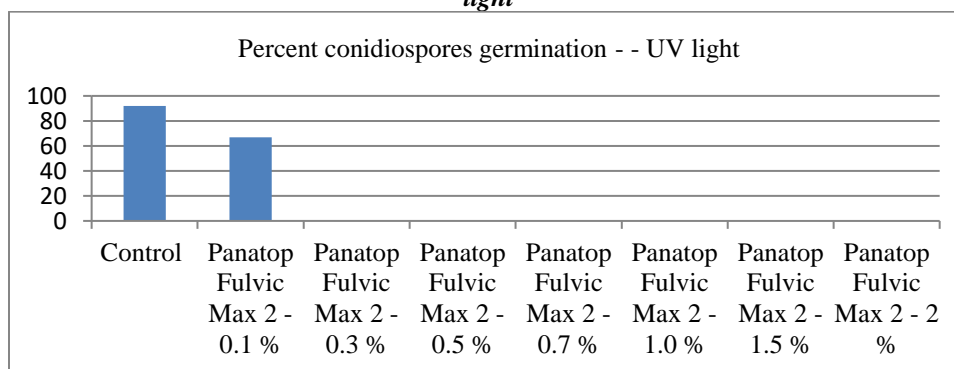 light
Percent conidiospores germination - - UV light
100
80
60
40
20
0
Control
Panatop
Fulvic
Max 2 -
0.1 %
Panatop
Fulvic
Max 2 -
0.3 %
Panatop
Fulvic
Max 2 -
0.5 %
Panatop
Fulvic
Max 2 -
0.7 %
Panatop
Fulvic
Max 2 -
1.0 %
Panatop
Fulvic
Max 2 -
1.5 %
Panatop
Fulvic
Max 2 - 2
%